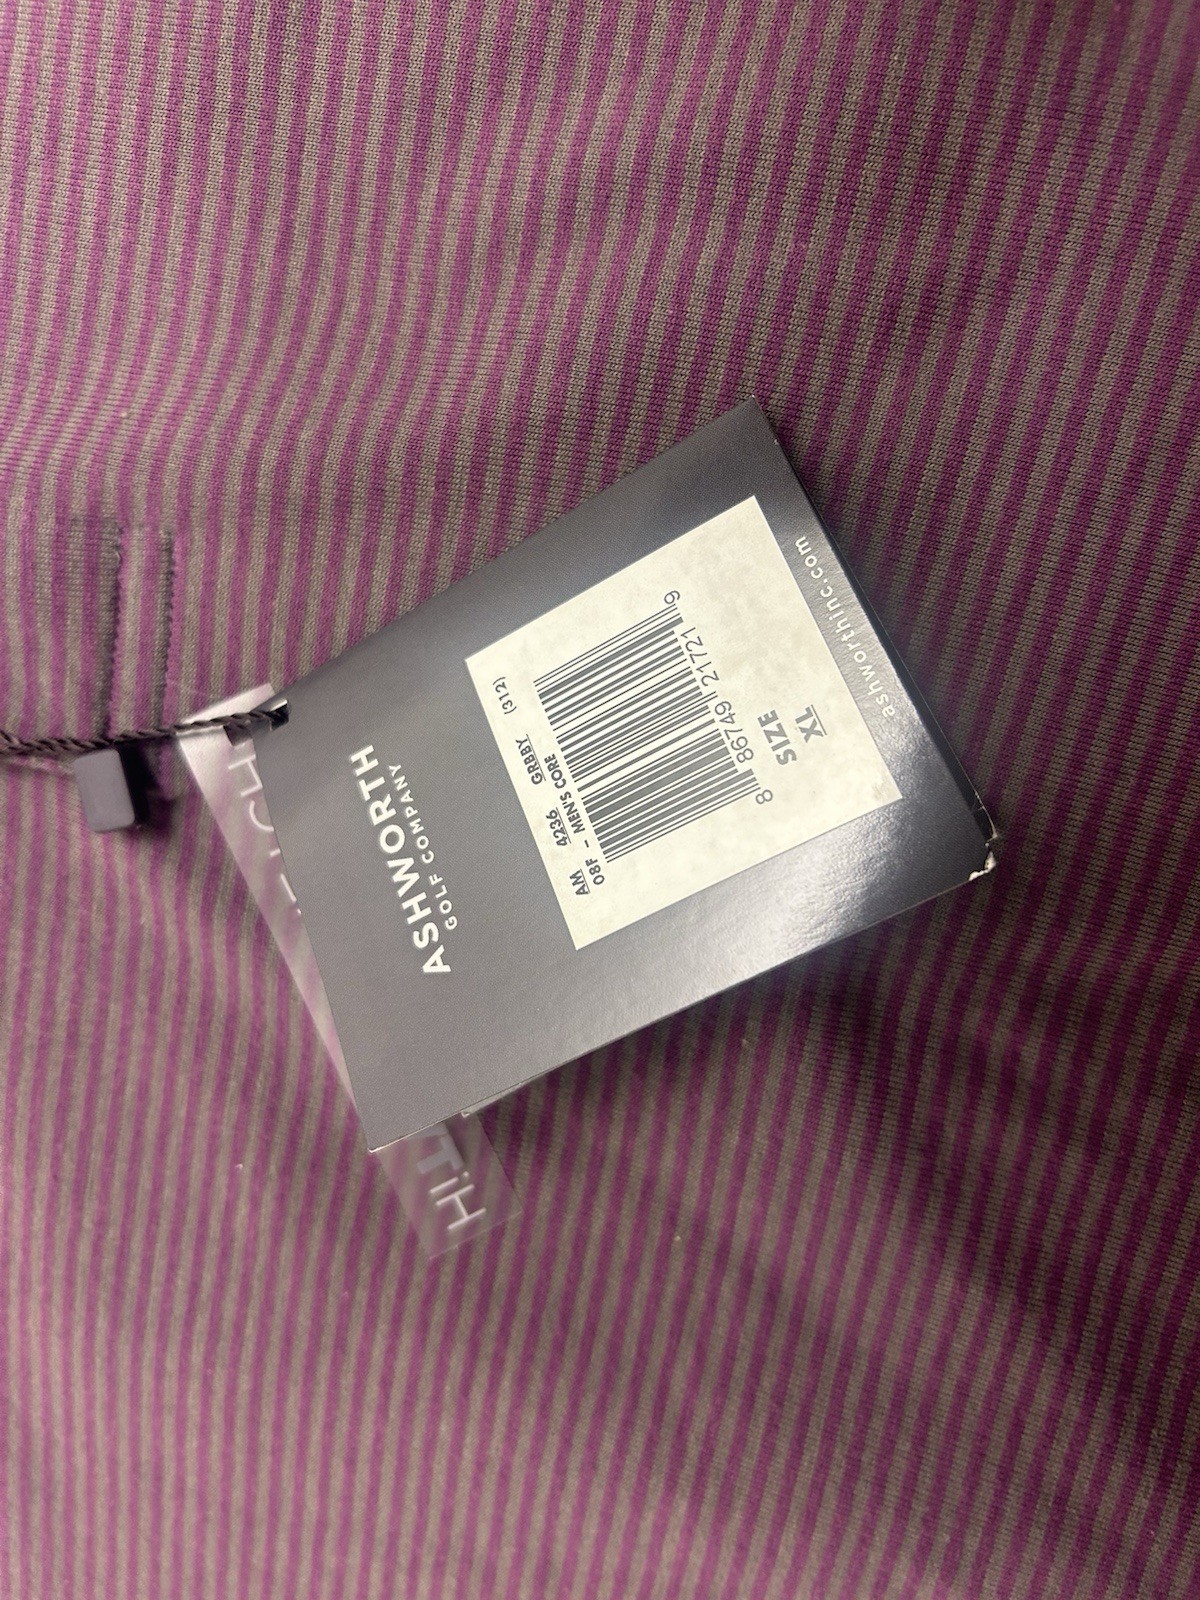 ASHWORTH
GOLF COMPANY
AM 4236 GRBBY (312)
08F - MEN'S CORE
8 86749 21721 9
SIZE
XL
ashworthinc.com